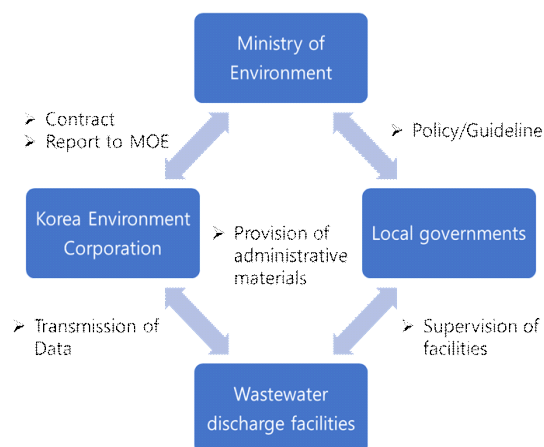 Ministry of
Environment
➢ Contract
➢ Report to MOE
➢ Policy/Guideline
Korea Environment
Corporation
➢ Provision of
administrative
materials
Local governments
➢ Transmission of
Data
➢ Supervision of
facilities
Wastewater
discharge facilities